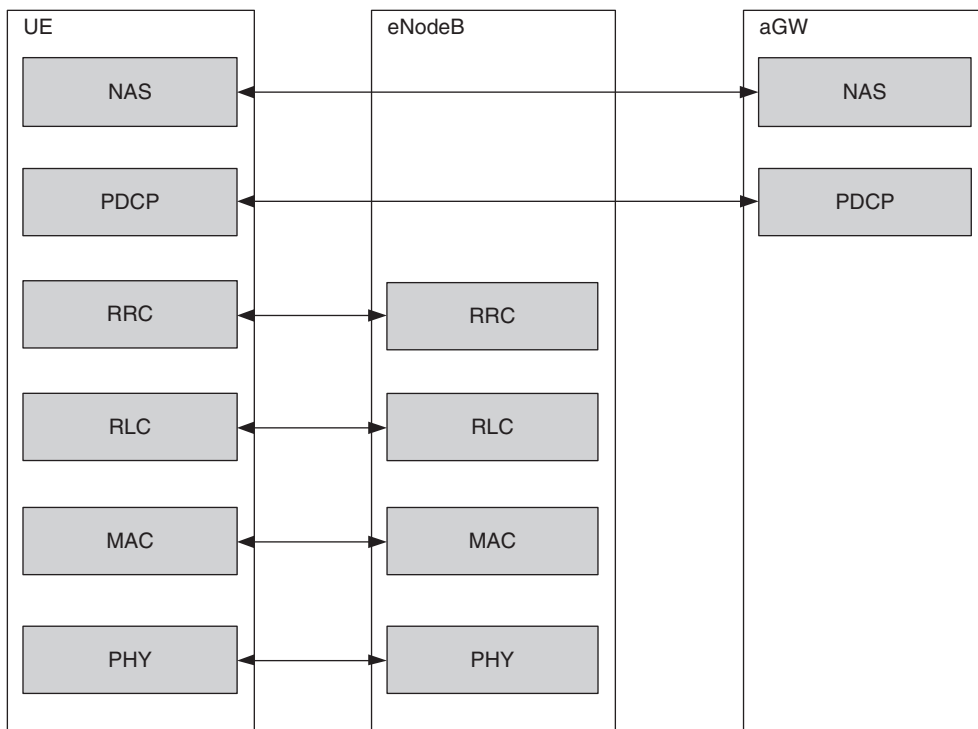 UE
eNodeB
aGW
NAS
NAS
PDCP
PDCP
RRC
RRC
RLC
RLC
MAC
MAC
PHY
PHY